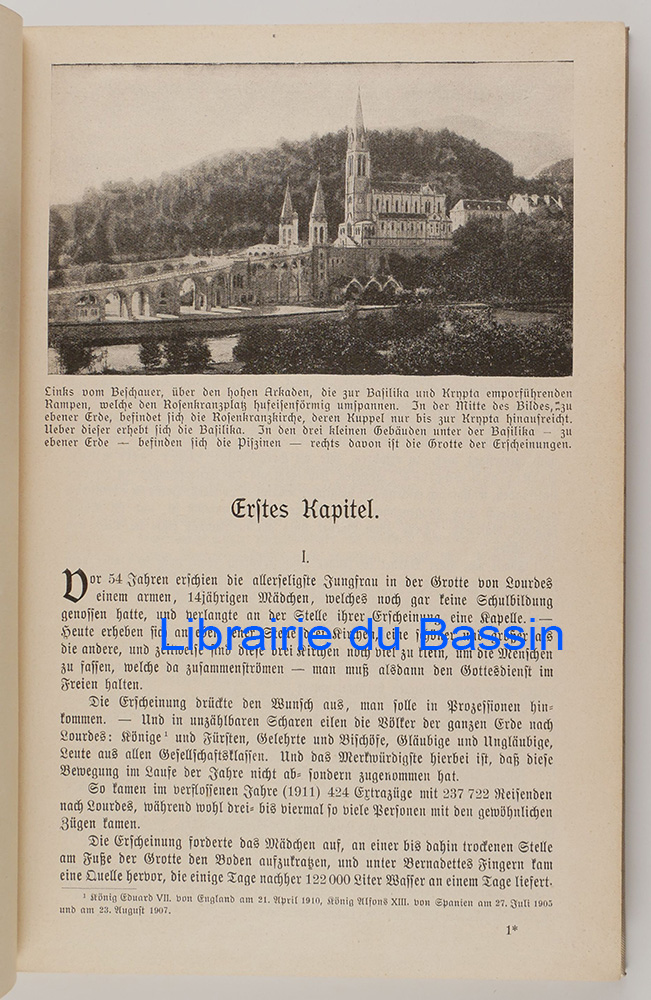 Links vom Beschauer, über den hohen Arkaden, die zur Basilika und Krypta emporführenden
Rampen, welche den Rosenkranzplatz hufeisenförmig umspannen. In der Mitte des Bildes, zu
ebener Erde, befindet sich die Rosenkranzkirche, deren Kuppel nur bis zur Krypta hinaufreicht.
Ueber dieser erhebt sich die Basilika. In den drei kleinen Gebäuden unter der Basilika — zu
ebener Erde — befinden sich die Piszinen — rechts davon ist die Grotte der Erscheinungen.
Erstes Kapitel.
I.
Vor 54 Jahren erschien die allerseligste Jungfrau in der Grotte von Lourdes
einem armen, 14jährigen Mädchen, welches noch gar keine Schulbildung
genossen hatte, und verlangte an der Stelle ihrer Erscheinung eine Kapelle. —
Heute erheben sich an eben jener Stelle drei Kirchen, eine schöner und größer als
Librairie du Bassin
die andere, und zeitweise sind diese drei Kirchen noch viel zu klein, um die Menschen
zu fassen, welche da zusammenströmen — man muß alsdann den Gottesdienst im
Freien halten.
Die Erscheinung drückte den Wunsch aus, man solle in Prozessionen hin-
kommen. — Und in unzählbaren Scharen eilen die Völker der ganzen Erde nach
Lourdes: Könige¹ und Fürsten, Gelehrte und Bischöfe, Gläubige und Ungläubige,
Leute aus allen Gesellschaftsklassen. Und das Merkwürdigste hierbei ist, daß diese
Bewegung im Laufe der Jahre nicht ab- sondern zugenommen hat.
So kamen im verflossenen Jahre (1911) 424 Extrazüge mit 237 722 Reisenden
nach Lourdes, während wohl drei- bis viermal so viele Personen mit den gewöhnlichen
Zügen kamen.
Die Erscheinung forderte das Mädchen auf, an einer bis dahin trockenen Stelle
am Fuße der Grotte den Boden aufzukratzen, und unter Bernadettes Fingern kam
eine Quelle hervor, die einige Tage nachher 122 000 Liter Wasser an einem Tage liefert.
¹ König Eduard VII. von England am 21. April 1910, König Alfons XIII. von Spanien am 27. Juli 1905
und am 23. August 1907.
1*